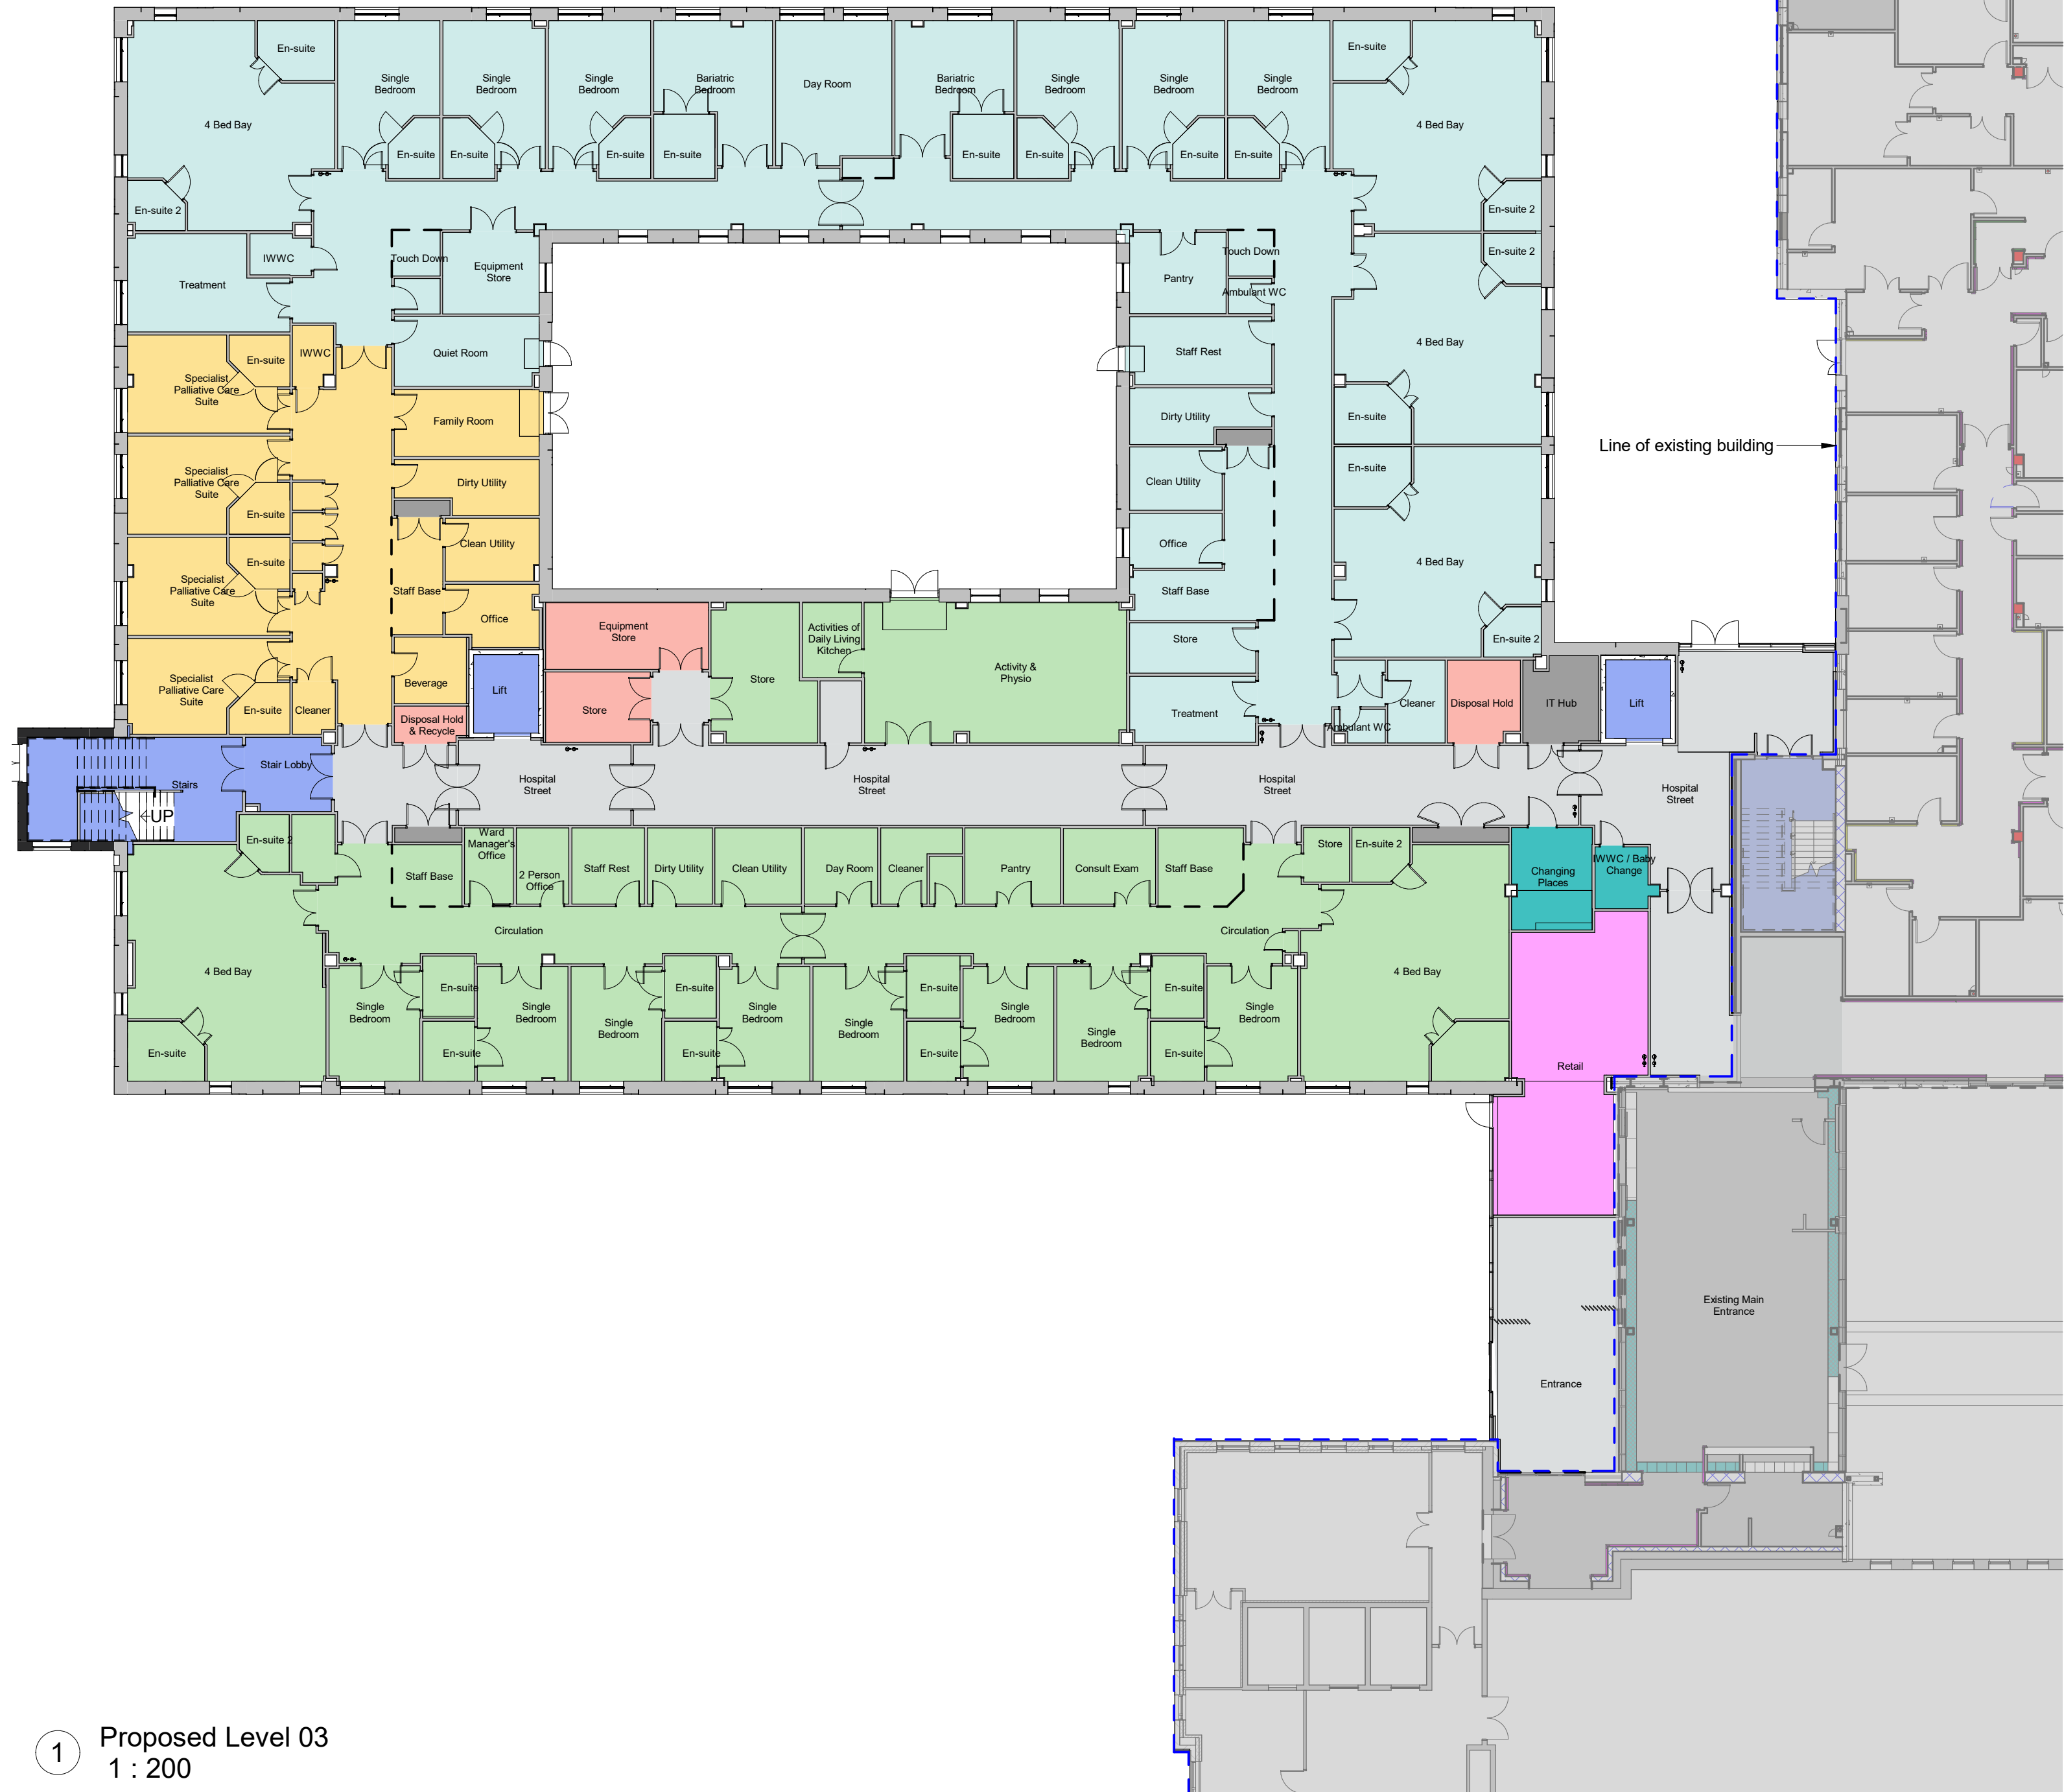 En-suite
Single
Bedroom
Single
Bedroom
Single
Bedroom
Bariatric
Bedroom
Day Room
Bariatric
Bedroom
Single
Bedroom
Single
Bedroom
Single
Bedroom
En-suite
4 Bed Bay
4 Bed Bay
En-suite
En-suite
En-suite
En-suite
En-suite
En-suite
En-suite
En-suite
En-suite 2
En-suite 2
IWWC
Touch Down
Equipment
Store
Treatment
Pantry
Touch Down
Ambulant WC
En-suite 2
4 Bed Bay
IWWC
Quiet Room
Staff Rest
En-suite
Specialist
Palliative Care
Suite
Family Room
Dirty Utility
En-suite
Line of existing building
Specialist
Palliative Care
Suite
En-suite
Dirty Utility
Clean Utility
En-suite
Clean Utility
Office
4 Bed Bay
En-suite
Specialist
Palliative Care
Suite
Staff Base
Office
Staff Base
Equipment
Store
Activities of
Daily Living
Kitchen
Store
En-suite 2
Specialist
Palliative Care
Suite
En-suite
Cleaner
Beverage
Lift
Store
Store
Activity &
Physio
Treatment
Ambulant WC
Cleaner
Disposal Hold
IT Hub
Lift
Disposal Hold
& Recycle
Stairs
Stair Lobby
UP
Hospital
Street
Hospital
Street
Hospital
Street
Hospital
Street
En-suite 2
Staff Base
Ward
Manager's
Office
2 Person
Office
Staff Rest
Dirty Utility
Clean Utility
Day Room
Cleaner
Pantry
Consult Exam
Staff Base
Store
En-suite 2
Changing
Places
IWWC / Baby
Change
Circulation
Circulation
4 Bed Bay
4 Bed Bay
En-suite
En-suite
En-suite
En-suite
Single
Bedroom
Single
Bedroom
Single
Bedroom
Single
Bedroom
Single
Bedroom
Single
Bedroom
Single
Bedroom
Single
Bedroom
En-suite
En-suite
En-suite
En-suite
En-suite
Retail
Existing Main
Entrance
Entrance
1
Proposed Level 03
1 : 200